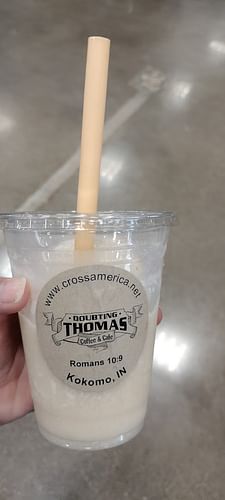 www.crossamerica.net
DOUBTING
THOMAS
Coffee & Cafe
Romans 10:9
Kokomo, IN